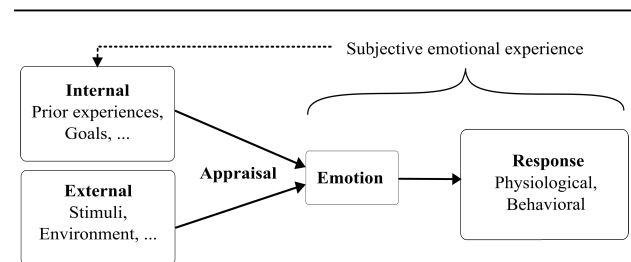 Subjective emotional experience
Internal
Prior experiences,
Goals, ...
Appraisal
External
Stimuli,
Environment, ...
Emotion
Response
Physiological,
Behavioral